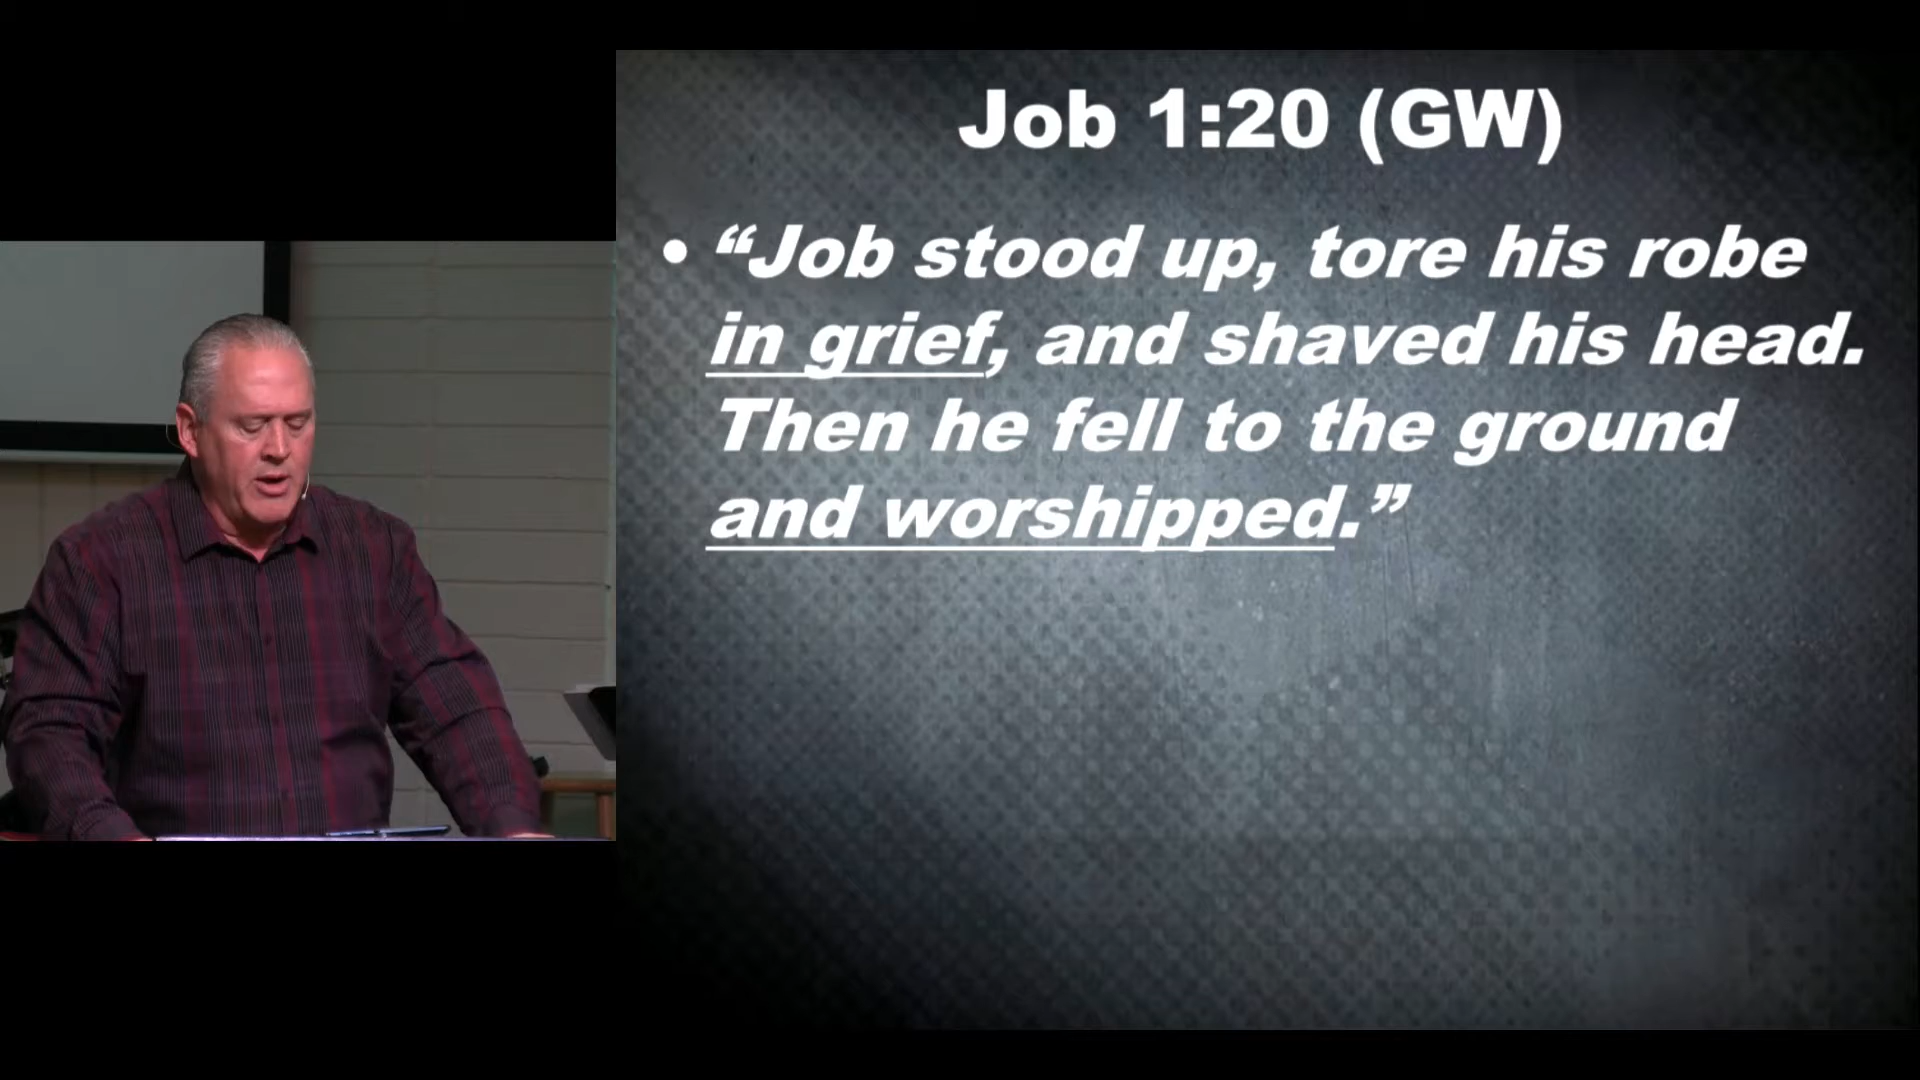 Job 1:20 (GW)
• “Job stood up, tore his robe
in grief, and shaved his head.
Then he fell to the ground
and worshipped.”